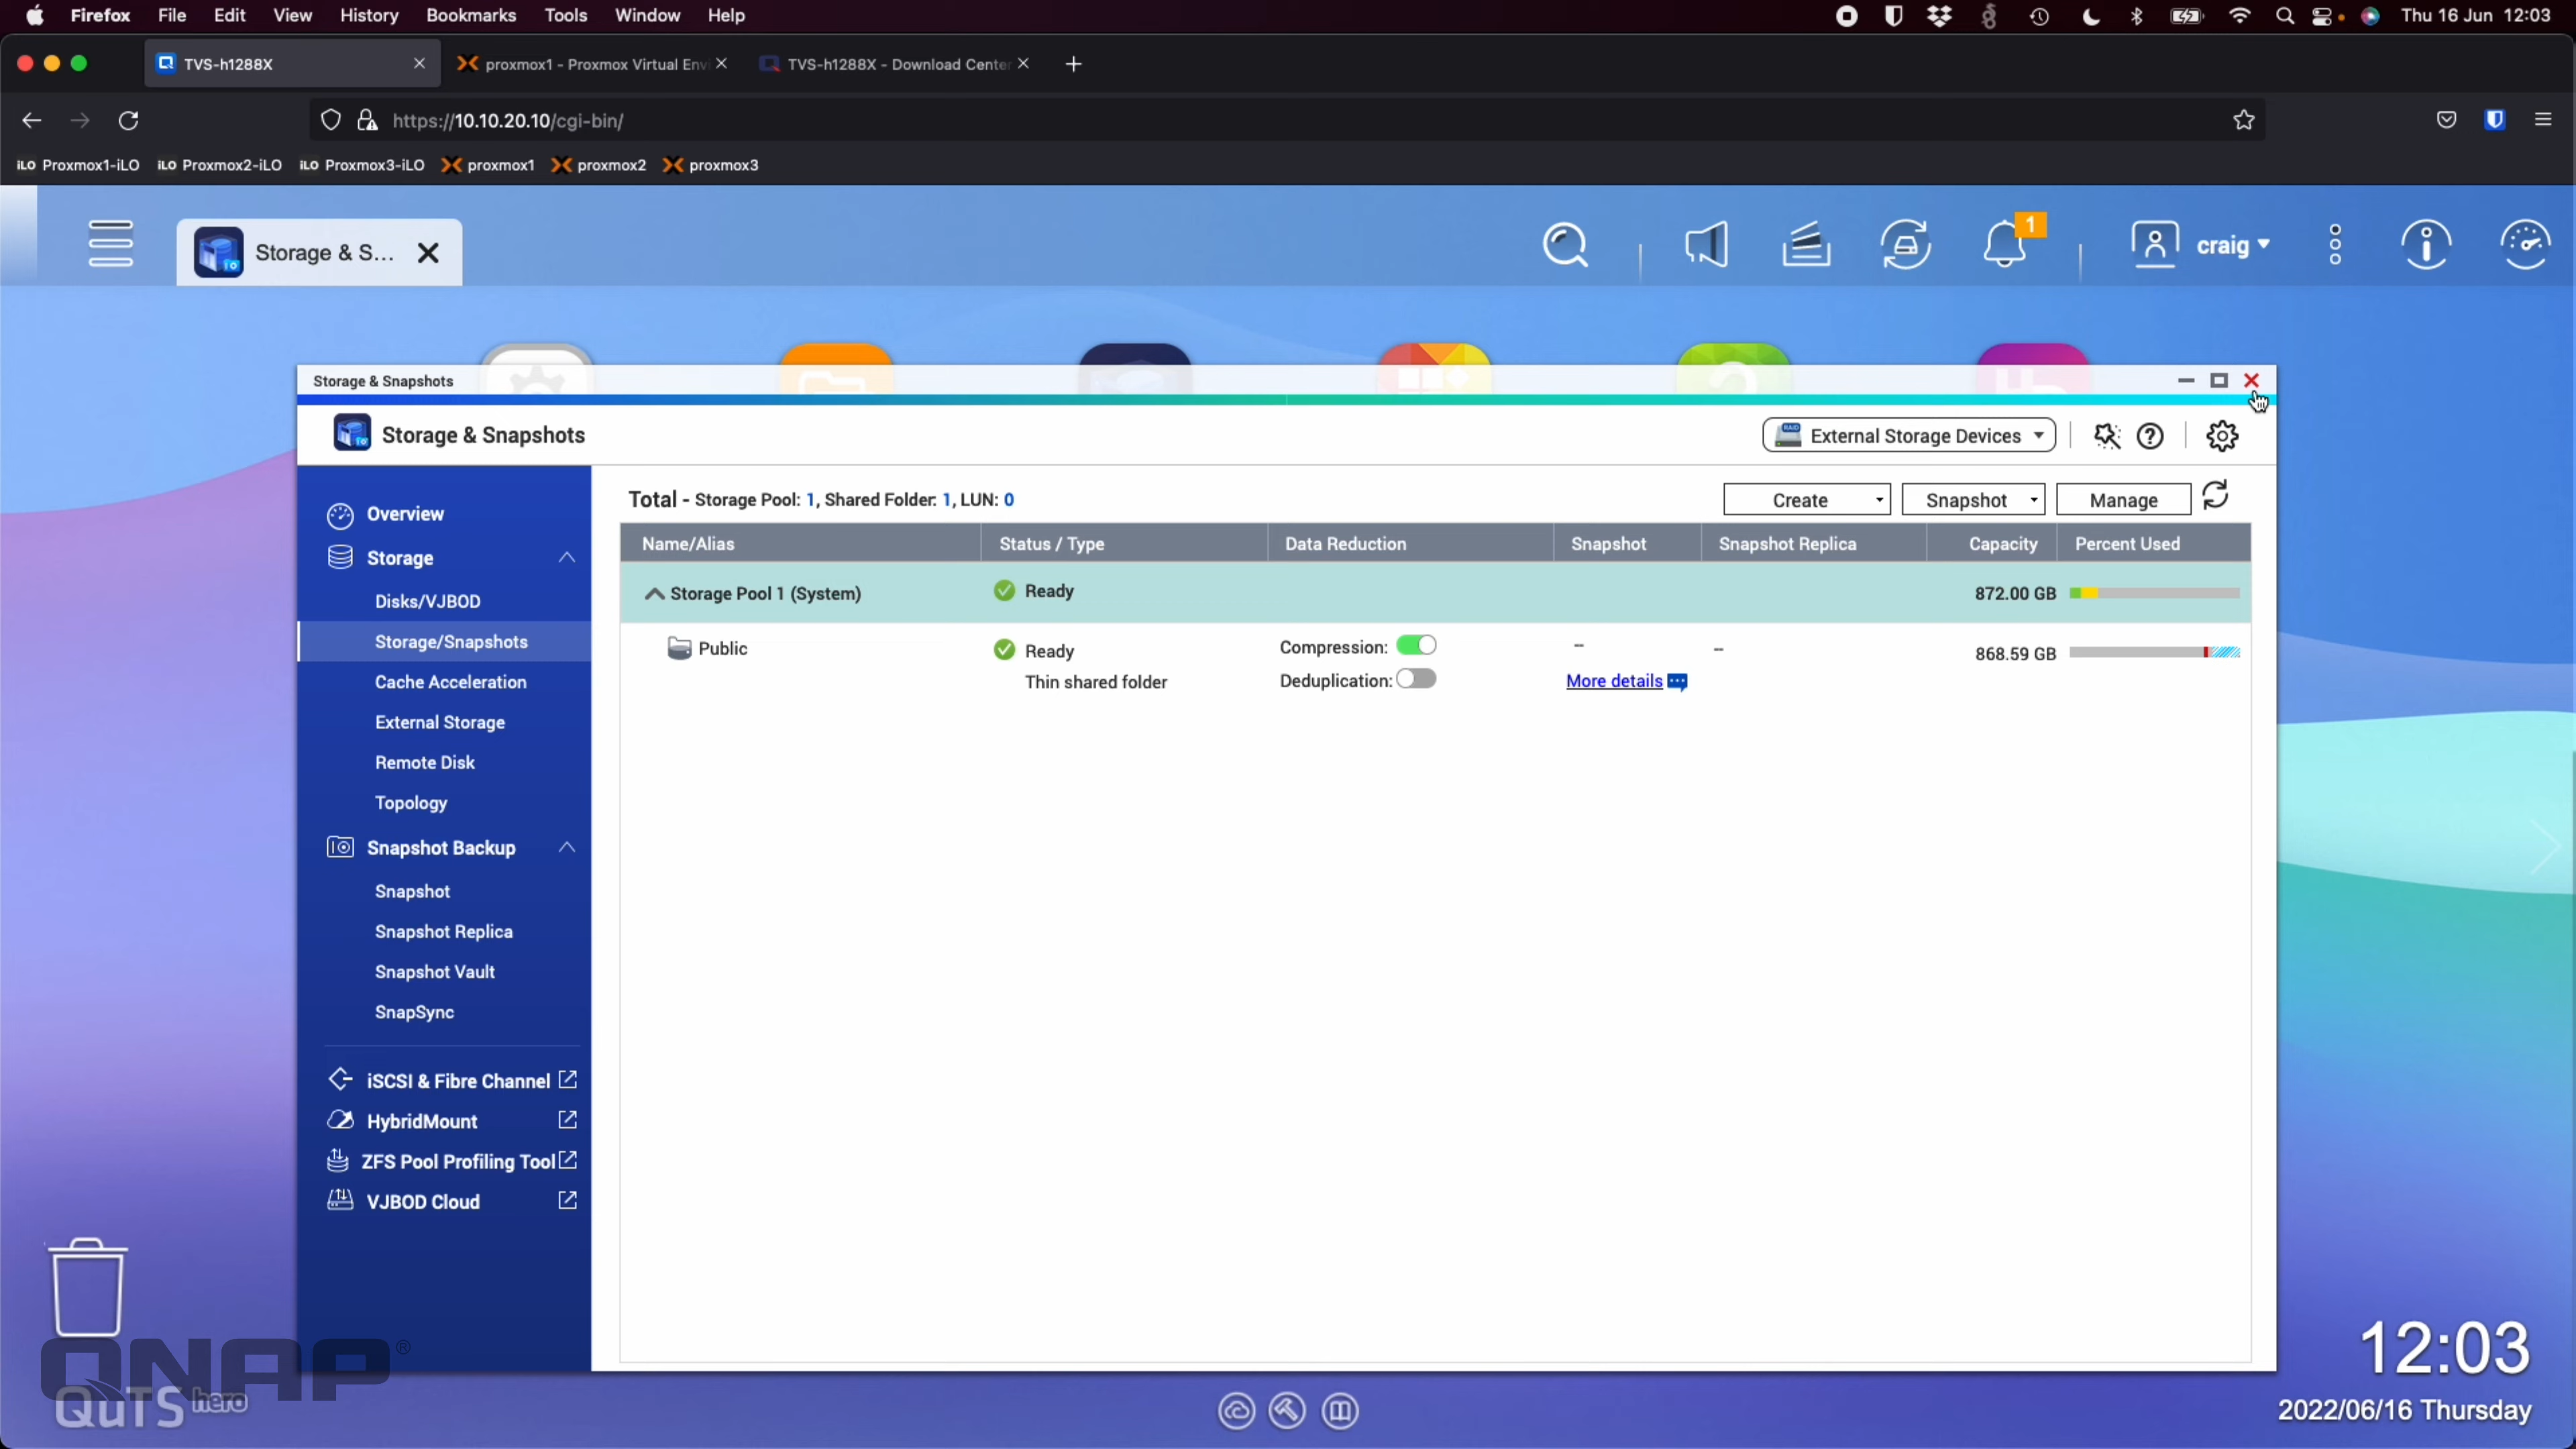 Firefox File Edit View History Bookmarks Tools Window Help
Thu 16 Jun 12:03
TVS-h1288X
proxmox1 - Proxmox Virtual Envi
TVS-h1288X - Download Center
https://10.10.20.10/cgi-bin/
iLO Proxmox1-iLO iLO Proxmox2-iLO iLO Proxmox3-iLO proxmox1 proxmox2 proxmox3
Storage & S...
1
craig
Storage & Snapshots
Storage & Snapshots
External Storage Devices
Overview
Storage
Disks/VJBOD
Storage/Snapshots
Cache Acceleration
External Storage
Remote Disk
Topology
Snapshot Backup
Snapshot
Snapshot Replica
Snapshot Vault
SnapSync
iSCSI & Fibre Channel
HybridMount
ZFS Pool Profiling Tool
VJBOD Cloud
Total - Storage Pool: 1, Shared Folder: 1, LUN: 0
Create Snapshot Manage
Name/Alias Status / Type Data Reduction Snapshot Snapshot Replica Capacity Percent Used
Storage Pool 1 (System) Ready 872.00 GB
Public Ready Compression: -- -- 868.59 GB
Thin shared folder Deduplication: More details
QNAP®
QuTS hero
12:03
2022/06/16 Thursday